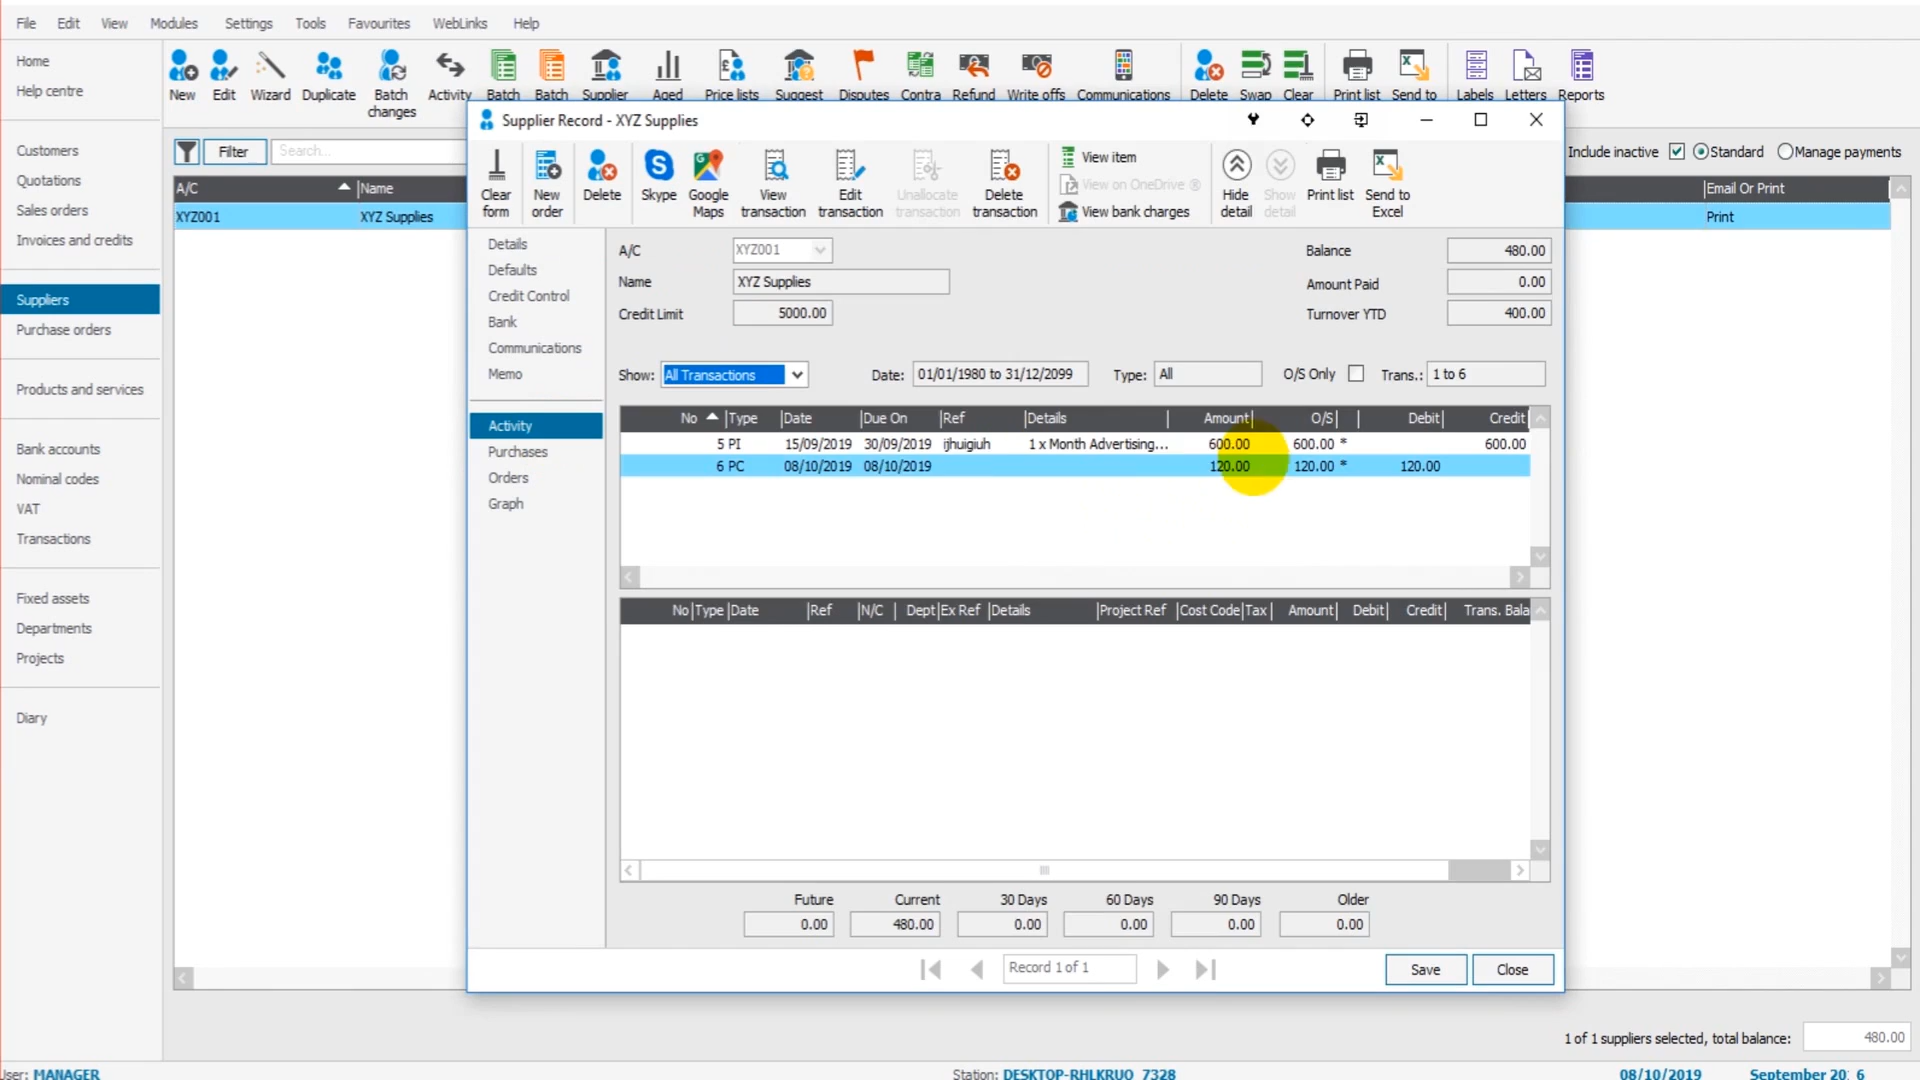 File Edit View Modules Settings Tools Favourites WebLinks Help
Home
Help centre
Customers
Quotations
Sales orders
Invoices and credits
Suppliers
Purchase orders
Products and services
Bank accounts
Nominal codes
VAT
Transactions
Fixed assets
Departments
Projects
Diary
New Edit Wizard Duplicate Batch changes Activity Batch Batch Supplier Aged Price lists Suggest Disputes Contra Refund Write offs Communications Delete Swap Clear Print list Send to Labels Letters Reports
Filter Search... Include inactive Standard Manage payments
A/C Name Email Or Print
XYZ001 XYZ Supplies Print
Supplier Record - XYZ Supplies
Clear form New order Delete Skype Google Maps View transaction Edit transaction Unallocate transaction Delete transaction
View item
View on OneDrive
View bank charges
Hide detail Show detail Print list Send to Excel
Details
Defaults
Credit Control
Bank
Communications
Memo
Activity
Purchases
Orders
Graph
A/C XYZ001 Balance 480.00
Name XYZ Supplies Amount Paid 0.00
Credit Limit 5000.00 Turnover YTD 400.00
Show: All Transactions Date: 01/01/1980 to 31/12/2099 Type: All O/S Only Trans.: 1 to 6
No Type Date Due On Ref Details Amount O/S Debit Credit
5 PI 15/09/2019 30/09/2019 ijhuigiuh 1 x Month Advertising... 600.00 600.00 * 600.00
6 PC 08/10/2019 08/10/2019 120.00 120.00 * 120.00
No Type Date Ref N/C Dept Ex Ref Details Project Ref Cost Code Tax Amount Debit Credit Trans. Bala
Future Current 30 Days 60 Days 90 Days Older
0.00 480.00 0.00 0.00 0.00 0.00
Record 1 of 1 Save Close
1 of 1 suppliers selected, total balance: 480.00
User: MANAGER Station: DESKTOP-RHLKRUO_7328 08/10/2019 September 20 6